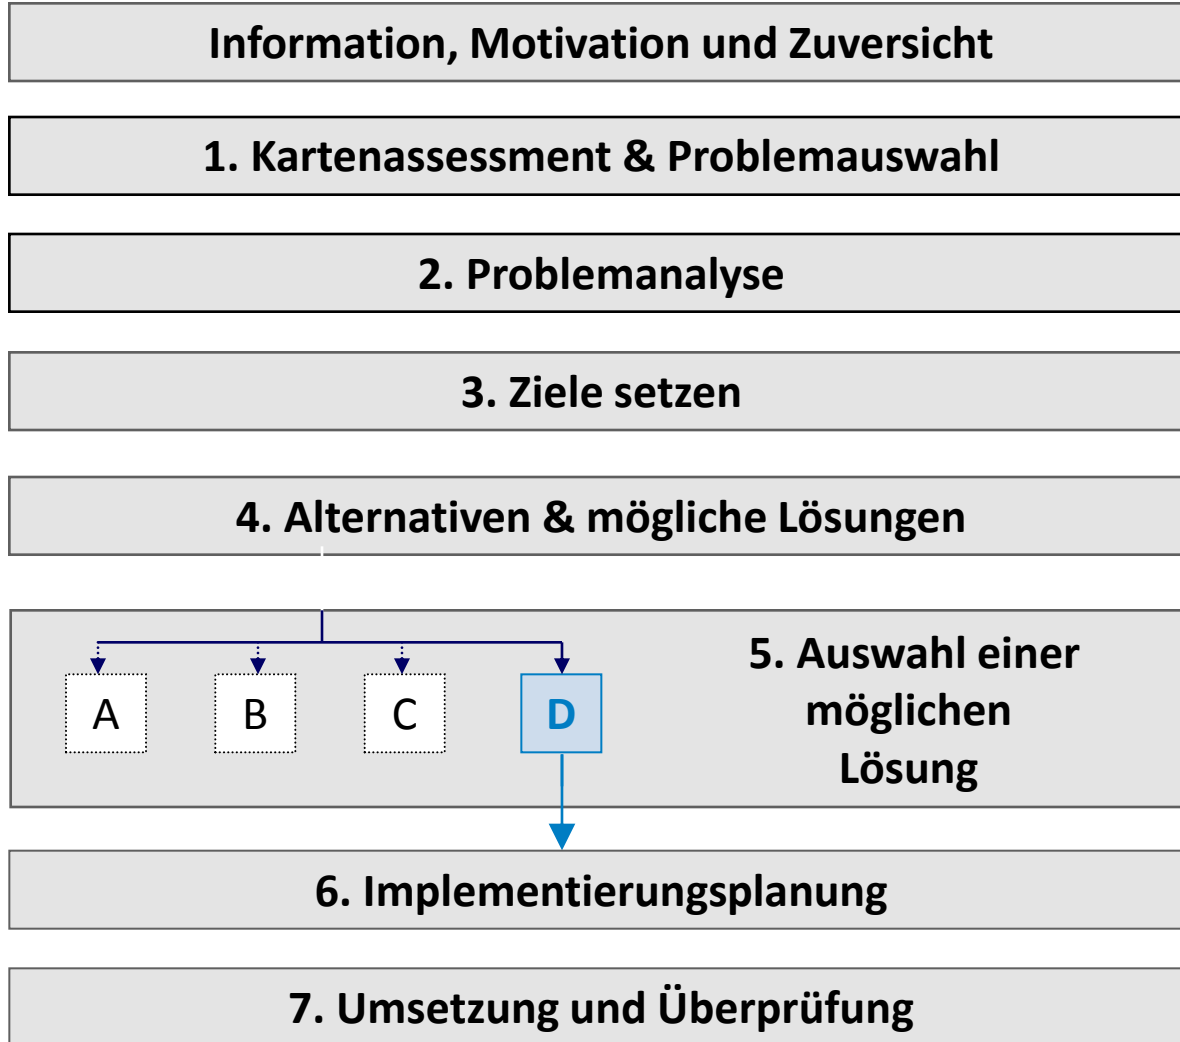 Information, Motivation und Zuversicht
1. Kartenassessment & Problemauswahl
2. Problemanalyse
3. Ziele setzen
4. Alternativen & mögliche Lösungen
A
B
C
D
5. Auswahl einer
möglichen
Lösung
6. Implementierungsplanung
7. Umsetzung und Überprüfung